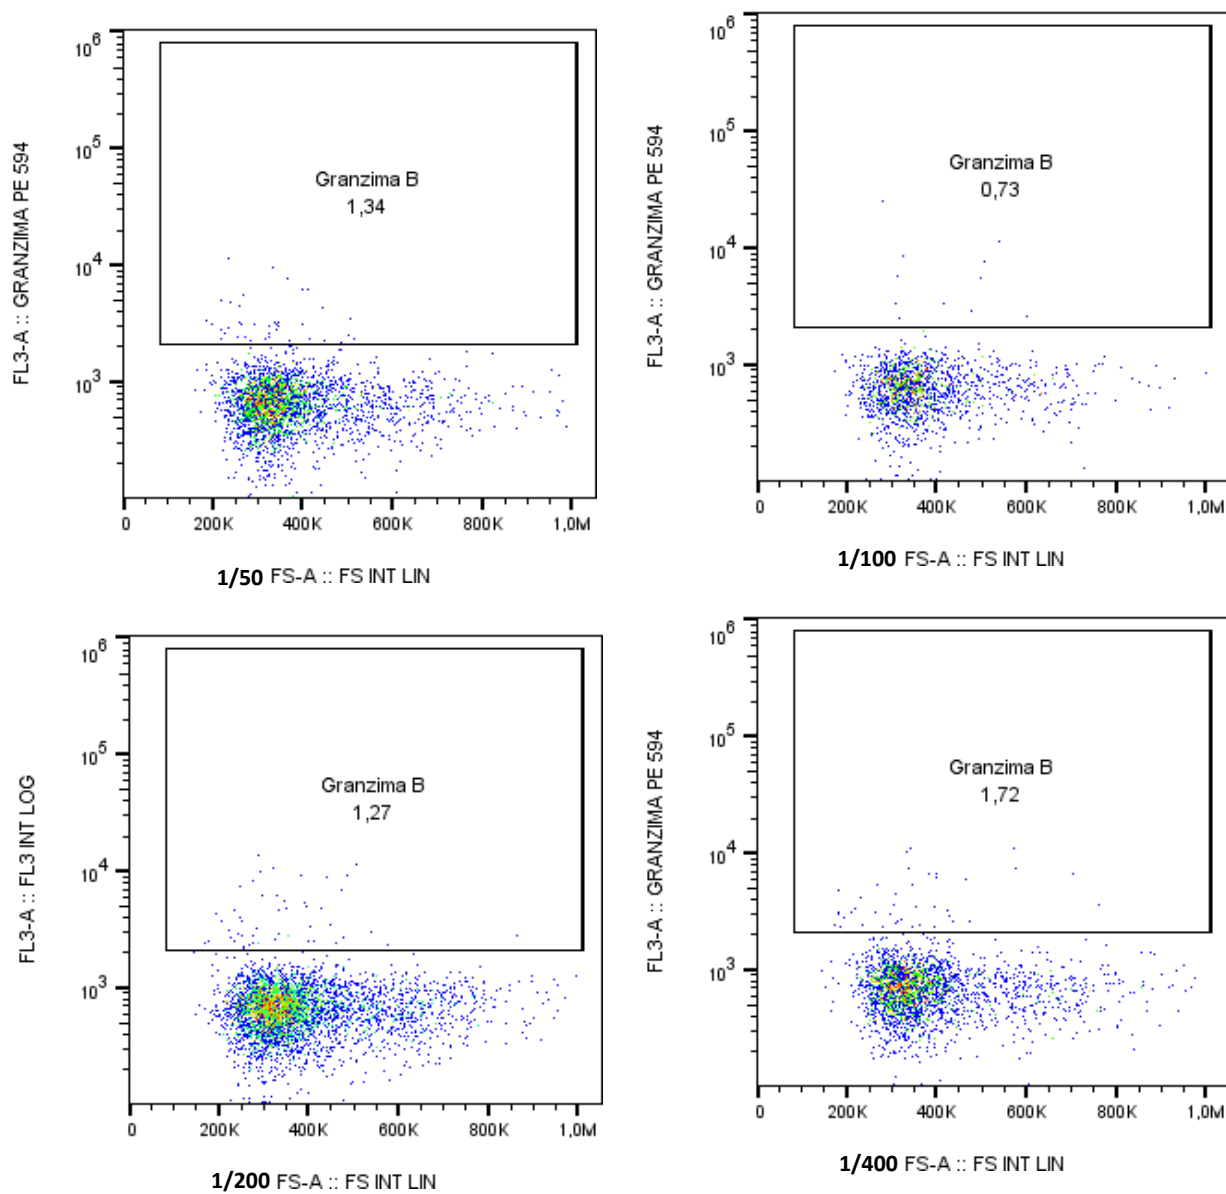 10^6
10^5
10^4
10^3
FL3-A :: GRANZIMA PE 594
Granzima B
1,34
0 200K 400K 600K 800K 1,0M
1/50 FS-A :: FS INT LIN
10^6
10^5
10^4
10^3
FL3-A :: GRANZIMA PE 594
Granzima B
0,73
0 200K 400K 600K 800K 1,0M
1/100 FS-A :: FS INT LIN
10^6
10^5
10^4
10^3
FL3-A :: FL3 INT LOG
Granzima B
1,27
0 200K 400K 600K 800K 1,0M
1/200 FS-A :: FS INT LIN
10^6
10^5
10^4
10^3
FL3-A :: GRANZIMA PE 594
Granzima B
1,72
0 200K 400K 600K 800K 1,0M
1/400 FS-A :: FS INT LIN